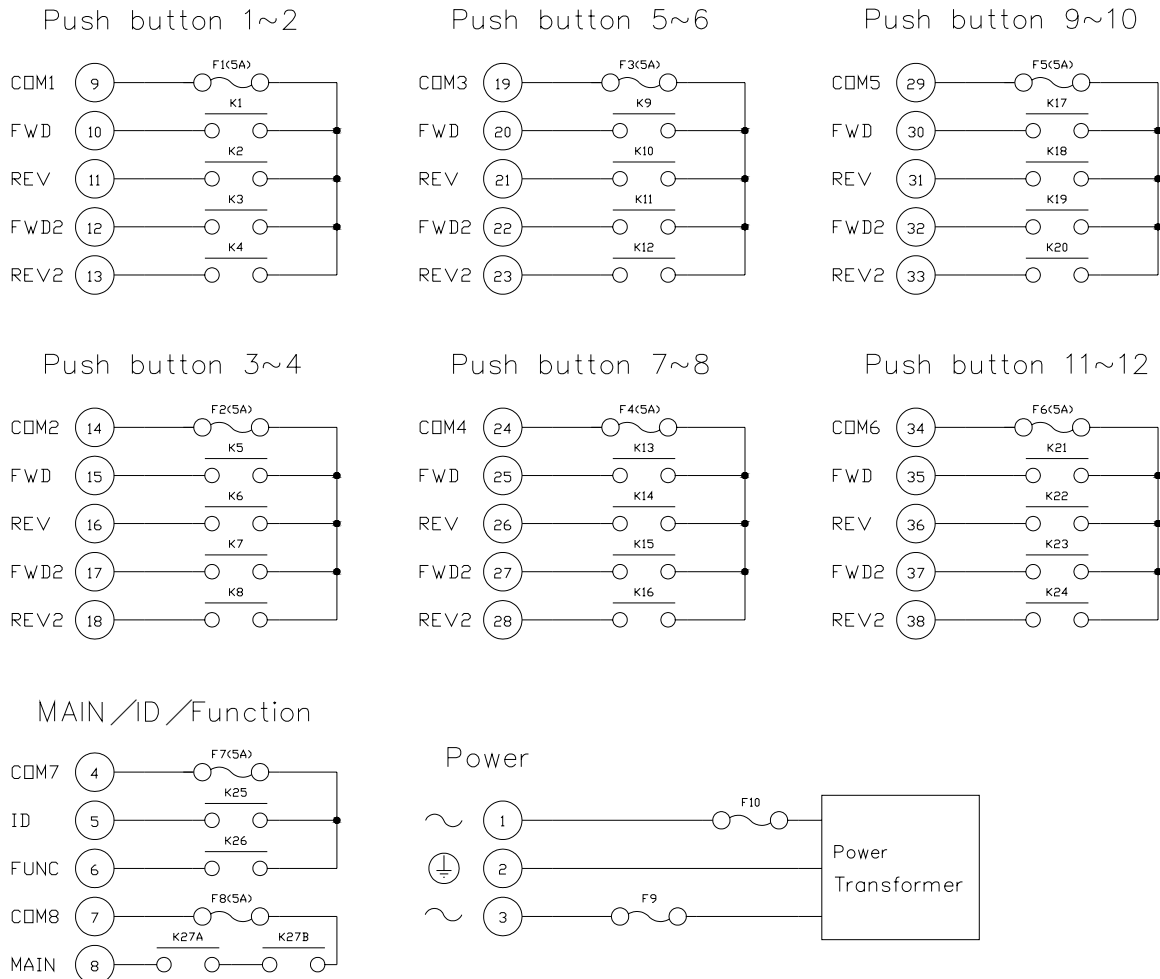 Push button 1~2
COM1 9 F1(5A)
K1
FWD 10
K2
REV 11
K3
FWD2 12
K4
REV2 13
Push button 5~6
COM3 19 F3(5A)
K9
FWD 20
K10
REV 21
K11
FWD2 22
K12
REV2 23
Push button 9~10
COM5 29 F5(5A)
K17
FWD 30
K18
REV 31
K19
FWD2 32
K20
REV2 33
Push button 3~4
COM2 14 F2(5A)
K5
FWD 15
K6
REV 16
K7
FWD2 17
K8
REV2 18
Push button 7~8
COM4 24 F4(5A)
K13
FWD 25
K14
REV 26
K15
FWD2 27
K16
REV2 28
Push button 11~12
COM6 34 F6(5A)
K21
FWD 35
K22
REV 36
K23
FWD2 37
K24
REV2 38
MAIN/ID/Function
COM7 4 F7(5A)
K25
ID 5
K26
FUNC 6
COM8 7 F8(5A)
K27A K27B
MAIN 8
Power
1 F10
2
3 F9
Power
Transformer